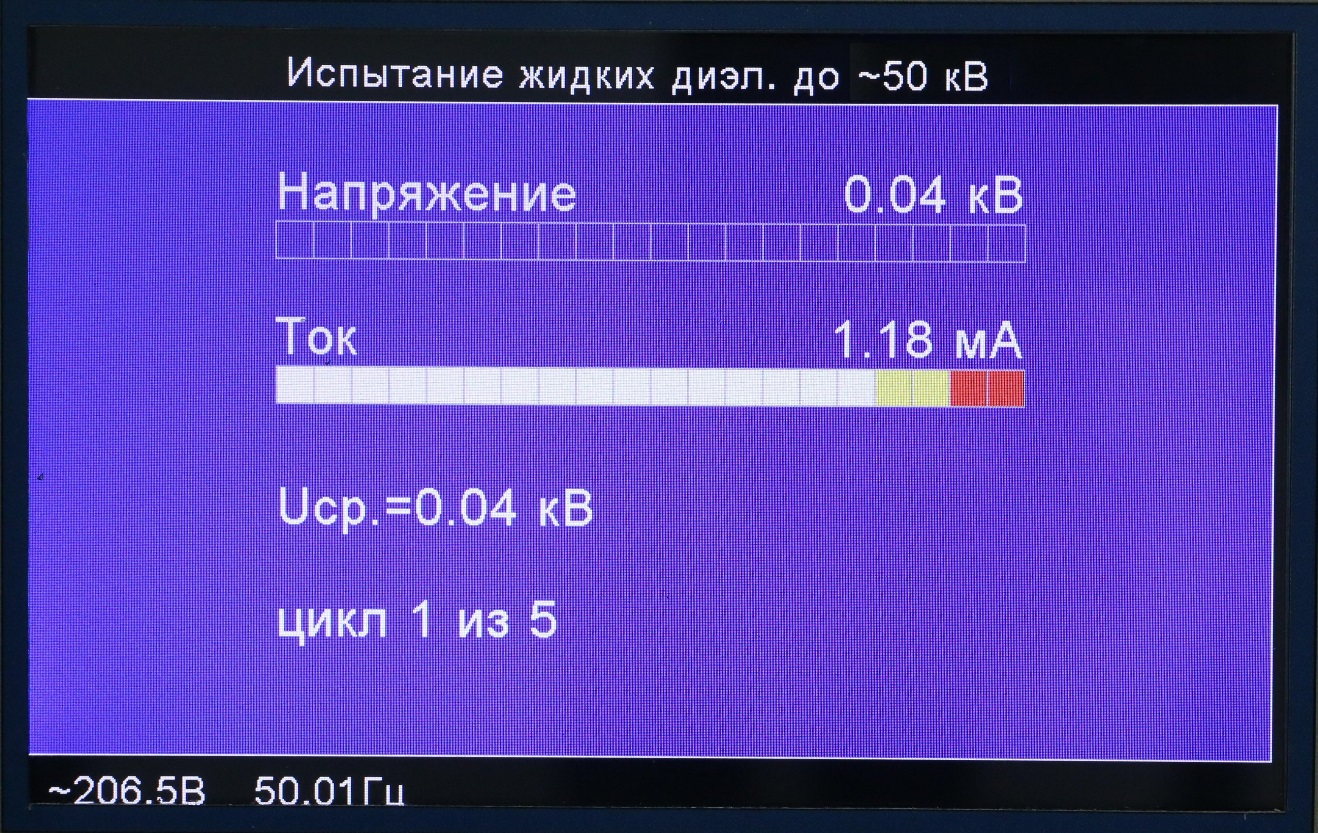 Испытание жидких диэл. до ~50 кВ
Напряжение 0.04 кВ
Ток 1.18 мА
Uср.=0.04 кВ
цикл 1 из 5
~206.5В 50.01Гц